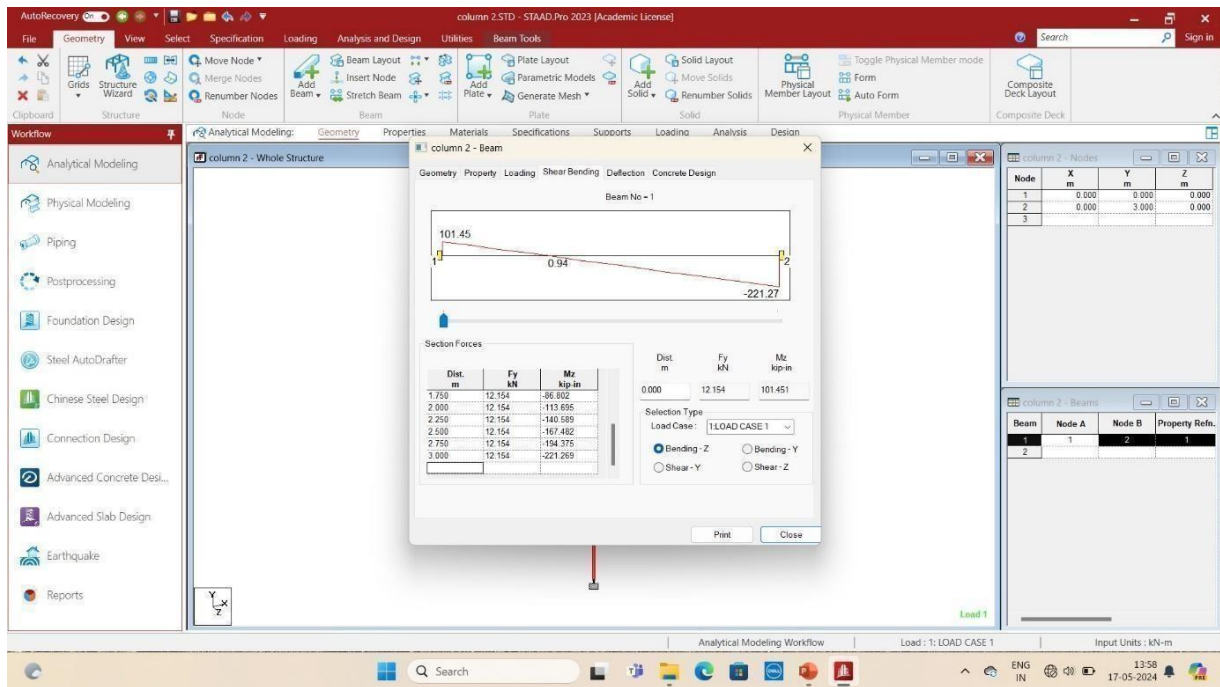 AutoRecovery On
column 2.STD - STAAD.Pro 2023 [Academic License]
File Geometry View Select Specification Loading Analysis and Design Utilities Beam Tools Search Sign in
Grids
Structure Wizard
Move Node
Merge Nodes
Renumber Nodes
Add Beam
Beam Layout
Insert Node
Stretch Beam
Add Plate
Plate Layout
Parametric Models
Generate Mesh
Add Solid
Solid Layout
Move Solids
Renumber Solids
Physical Member Layout
Toggle Physical Member mode
Form
Auto Form
Composite Deck Layout
Clipboard Structure Node Beam Plate Solid Physical Member Composite Deck
Workflow
Analytical Modeling: Geometry Properties Materials Specifications Supports Loading Analysis Design
Analytical Modeling
Physical Modeling
Piping
Postprocessing
Foundation Design
Steel AutoDrafter
Chinese Steel Design
Connection Design
Advanced Concrete Desi...
Advanced Slab Design
Earthquake
Reports
column 2 - Whole Structure
Y
X
Z
Load 1
column 2 - Beam
Geometry Property Loading Shear Bending Deflection Concrete Design
Beam No = 1
101.45
1 0.94 2
-221.27
Section Forces
Dist. m Fy kN Mz kip-in
1.750 12.154 -86.802
2.000 12.154 -113.695
2.250 12.154 -140.589
2.500 12.154 -167.482
2.750 12.154 -194.375
3.000 12.154 -221.269
Dist. m Fy kN Mz kip-in
0.000 12.154 101.451
Selection Type
Load Case: 1:LOAD CASE 1
Bending - Z Bending - Y
Shear - Y Shear - Z
Print Close
column 2 - Nodes
Node X m Y m Z m
1 0.000 0.000 0.000
2 0.000 3.000 0.000
3
column 2 - Beams
Beam Node A Node B Property Refn.
1 1 2 1
2
Analytical Modeling Workflow Load : 1: LOAD CASE 1 Input Units : kN-m
Search
ENG
IN
13:58
17-05-2024
PRE